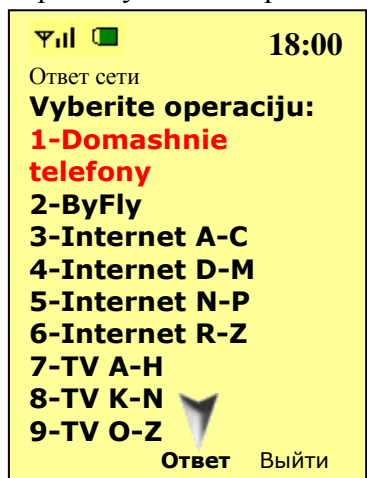 18:00
Ответ сети
Vyberite operaciju:
1-Domashnie
telefony
2-ByFly
3-Internet A-C
4-Internet D-M
5-Internet N-P
6-Internet R-Z
7-TV A-H
8-TV K-N
9-TV O-Z
Ответ Выйти